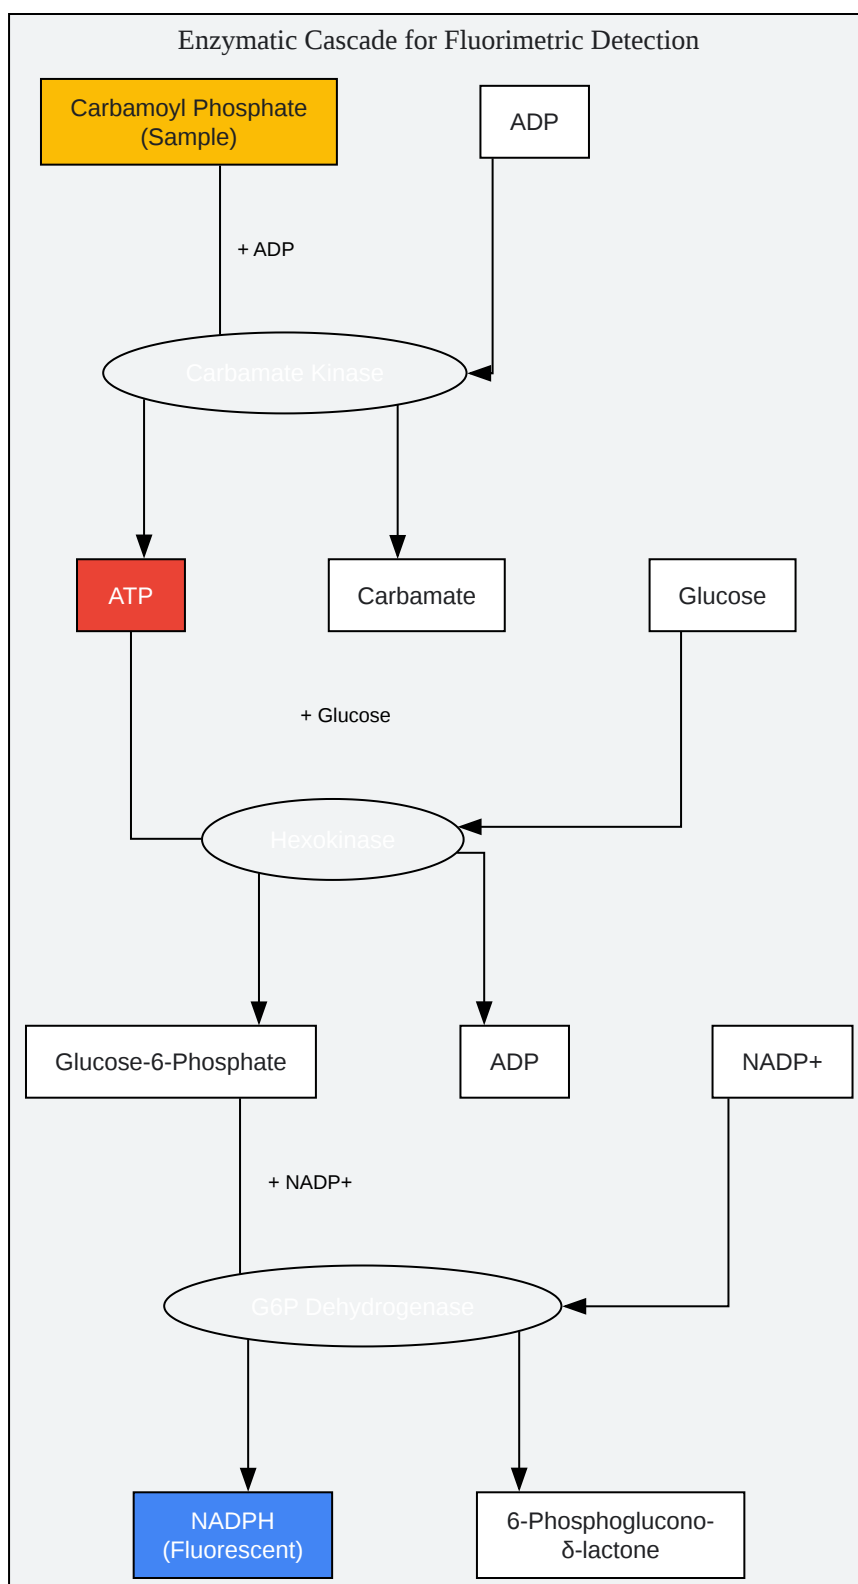 Enzymatic Cascade for Fluorimetric Detection
Carbamoyl Phosphate
(Sample)
ADP
+ ADP
Carbamate Kinase
ATP
Carbamate
Glucose
+ Glucose
Hexokinase
Glucose-6-Phosphate
ADP
NADP+
+ NADP+
G6P Dehydrogenase
NADPH
(Fluorescent)
6-Phosphoglucono-
δ-lactone